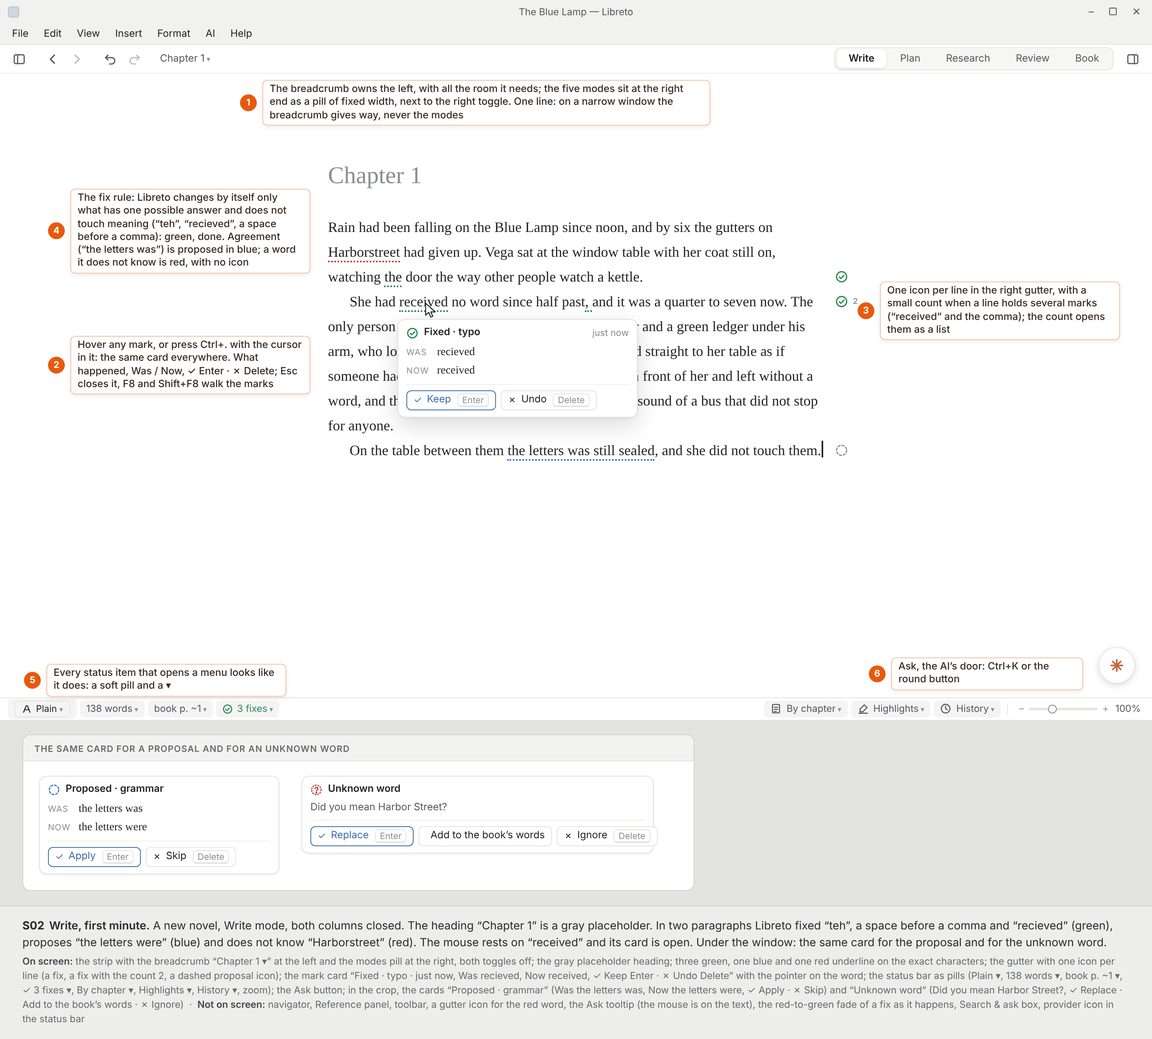 The Blue Lamp — Libreto
File Edit View Insert Format AI Help
Chapter 1 ▾
Write Plan Research Review Book
1
The breadcrumb owns the left, with all the room it needs; the five modes sit at the right
end as a pill of fixed width, next to the right toggle. One line: on a narrow window the
breadcrumb gives way, never the modes
Chapter 1
4
The fix rule: Libreto changes by itself only
what has one possible answer and does not
touch meaning (“teh”, “recieved”, a space
before a comma): green, done. Agreement
(“the letters was”) is proposed in blue; a word
it does not know is red, with no icon
Rain had been falling on the Blue Lamp since noon, and by six the gutters on
Harborstreet had given up. Vega sat at the window table with her coat still on,
watching the door the way other people watch a kettle.
She had received no word since half past, and it was a quarter to seven now. The
only person
r and a green ledger under his
arm, who lo
d straight to her table as if
someone ha
front of her and left without a
word, and th
sound of a bus that did not stop
for anyone.
On the table between them the letters was still sealed, and she did not touch them.
2
3
One icon per line in the right gutter, with a
small count when a line holds several marks
(“received” and the comma); the count opens
them as a list
Fixed · typo just now
WAS recieved
NOW received
✓ Keep Enter × Undo Delete
2
Hover any mark, or press Ctrl+. with the cursor
in it: the same card everywhere. What
happened, Was / Now, ✓ Enter · × Delete; Esc
closes it, F8 and Shift+F8 walk the marks
5
Every status item that opens a menu looks like
it does: a soft pill and a ▾
6
Ask, the AI’s door: Ctrl+K or the
round button
A Plain ▾ 138 words ▾ book p. ~1 ▾ 3 fixes ▾ By chapter ▾ Highlights ▾ History ▾ − + 100%
THE SAME CARD FOR A PROPOSAL AND FOR AN UNKNOWN WORD
Proposed · grammar
WAS the letters was
NOW the letters were
✓ Apply Enter × Skip Delete
Unknown word
Did you mean Harbor Street?
✓ Replace Enter Add to the book’s words × Ignore Delete
S02 Write, first minute. A new novel, Write mode, both columns closed. The heading “Chapter 1” is a gray placeholder. In two paragraphs Libreto fixed “teh”, a space before a comma and “recieved” (green),
proposes “the letters were” (blue) and does not know “Harborstreet” (red). The mouse rests on “received” and its card is open. Under the window: the same card for the proposal and for the unknown word.
On screen: the strip with the breadcrumb “Chapter 1 ▾” at the left and the modes pill at the right, both toggles off; the gray placeholder heading; three green, one blue and one red underline on the exact characters; the gutter with one icon per
line (a fix, a fix with the count 2, a dashed proposal icon); the mark card “Fixed · typo · just now, Was recieved, Now received, ✓ Keep Enter · × Undo Delete” with the pointer on the word; the status bar as pills (Plain ▾, 138 words ▾, book p. ~1 ▾,
✓ 3 fixes ▾, By chapter ▾, Highlights ▾, History ▾, zoom); the Ask button; in the crop, the cards “Proposed · grammar” (Was the letters was, Now the letters were, ✓ Apply · × Skip) and “Unknown word” (Did you mean Harbor Street?, ✓ Replace ·
Add to the book’s words · × Ignore) · Not on screen: navigator, Reference panel, toolbar, a gutter icon for the red word, the Ask tooltip (the mouse is on the text), the red-to-green fade of a fix as it happens, Search & ask box, provider icon in
the status bar